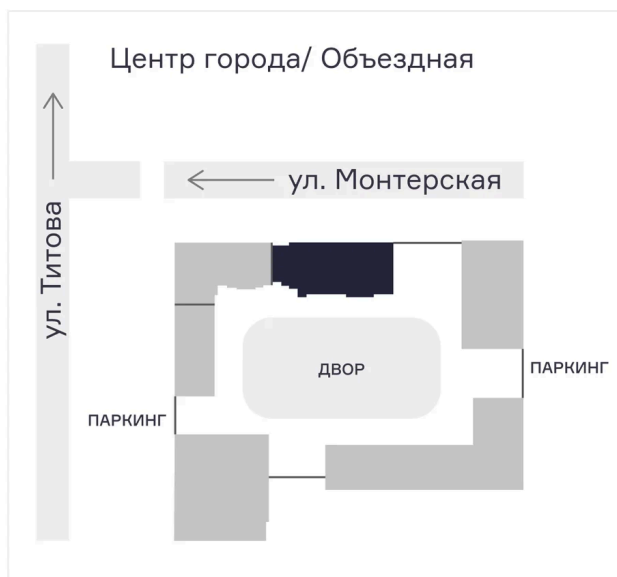 Центр города/ Объездная
ул. Монтерская
ул. Титова
ДВОР
ПАРКИНГ
ПАРКИНГ